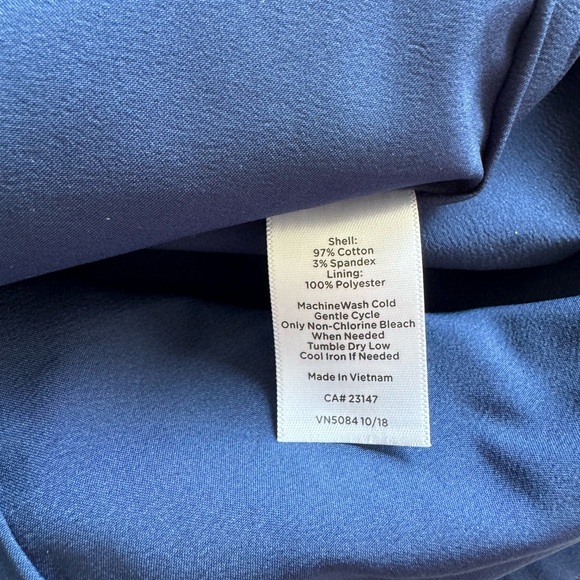 Shell:
97% Cotton
3% Spandex
Lining:
100% Polyester
MachineWash Cold
Gentle Cycle
Only Non-Chlorine Bleach
When Needed
Tumble Dry Low
Cool Iron If Needed
Made In Vietnam
CA# 23147
VN5084 10/18